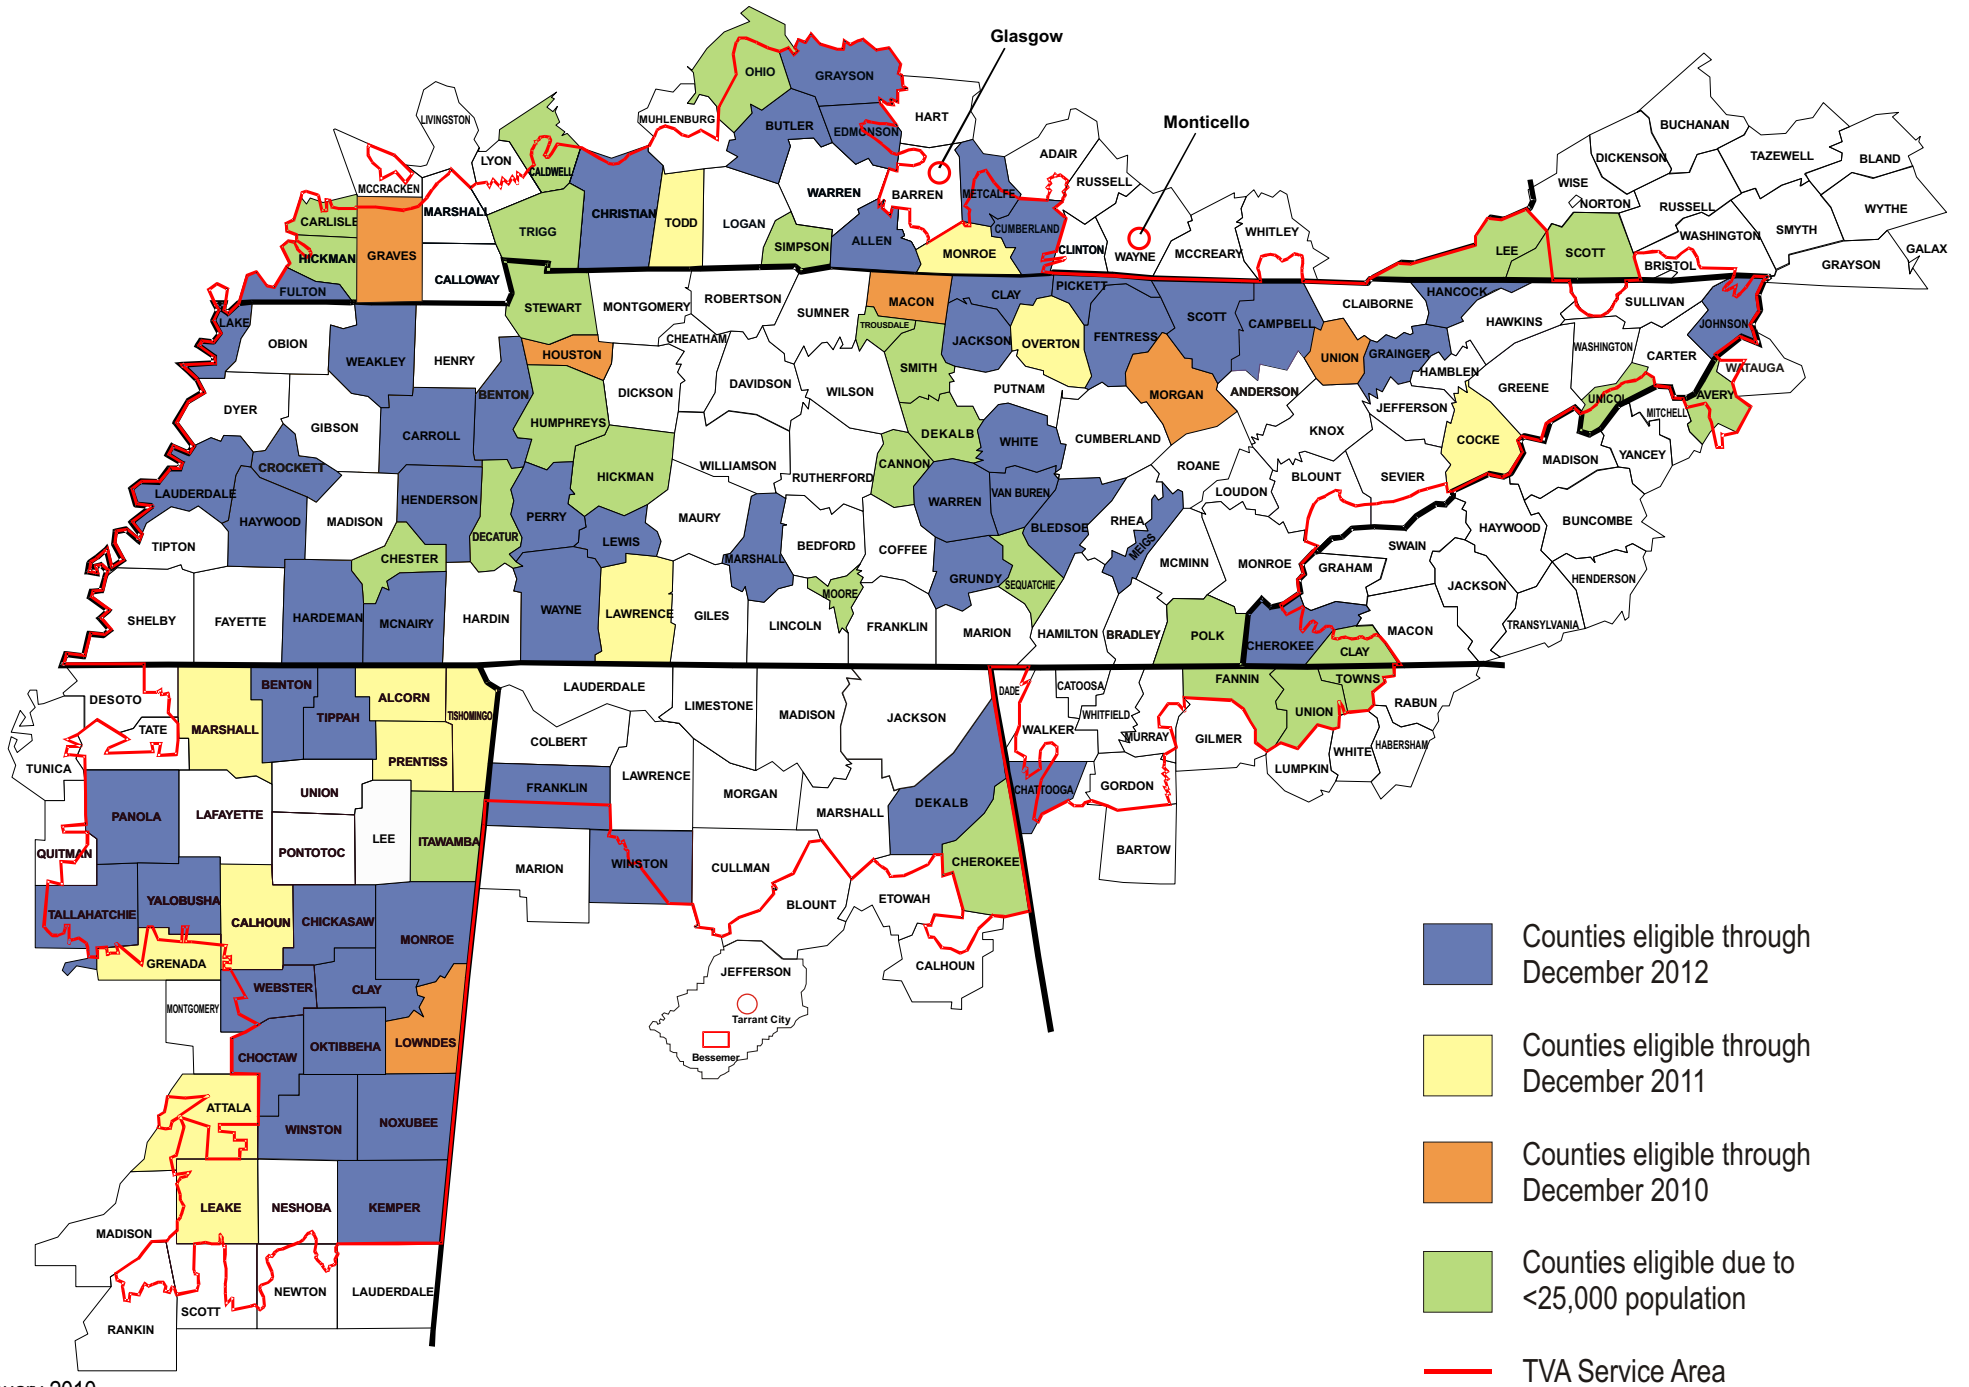 Glasgow
OHIO
GRAYSON
HART
LIVINGSTON
MUHLENBURG
BUTLER
EDMONSON
Monticello
BUCHANAN
DICKENSON
TAZEWELL
BLAND
LYON
CALDWELL
ADAIR
RUSSELL
WISE
NORTON
RUSSELL
WYTHE
MCCRACKEN
MARSHALL
CHRISTIAN
TODD
LOGAN
WARREN
BARREN
METCALFE
CARLISLE
GRAVES
TRIGG
SIMPSON
ALLEN
MONROE
CUMBERLAND
CLINTON
WAYNE
MCCREARY
WHITLEY
LEE
SCOTT
WASHINGTON
SMYTH
GALAX
HICKMAN
CALLOWAY
BRISTOL
GRAYSON
FULTON
STEWART
MONTGOMERY
ROBERTSON
SUMNER
MACON
CLAY
PICKETT
SCOTT
CAMPBELL
CLAIBORNE
HANCOCK
HAWKINS
SULLIVAN
JOHNSON
LAKE
OBION
WEAKLEY
HENRY
HOUSTON
CHEATHAM
TROUSDALE
JACKSON
OVERTON
FENTRESS
UNION
GRAINGER
HAMBLEN
WASHINGTON
CARTER
WATAUGA
DYER
GIBSON
CARROLL
BENTON
HUMPHREYS
DICKSON
DAVIDSON
WILSON
SMITH
PUTNAM
MORGAN
ANDERSON
JEFFERSON
GREENE
UNICOI
MITCHELL
AVERY
DEKALB
WHITE
CUMBERLAND
KNOX
COCKE
MADISON
YANCEY
LAUDERDALE
CROCKETT
HAYWOOD
MADISON
HENDERSON
DECATUR
PERRY
HICKMAN
WILLIAMSON
RUTHERFORD
CANNON
WARREN
VAN BUREN
ROANE
LOUDON
BLOUNT
SEVIER
TIPTON
CHESTER
LEWIS
MAURY
MARSHALL
BEDFORD
COFFEE
GRUNDY
SEQUATCHIE
BLEDSOE
RHEA
MEIGS
MCMINN
MONROE
GRAHAM
SWAIN
HAYWOOD
BUNCOMBE
JACKSON
HENDERSON
TRANSYLVANIA
SHELBY
FAYETTE
HARDEMAN
MCNAIRY
HARDIN
WAYNE
LAWRENCE
GILES
LINCOLN
MOORE
FRANKLIN
MARION
HAMILTON
BRADLEY
POLK
CHEROKEE
CLAY
MACON
DESOTO
TATE
TUNICA
MARSHALL
BENTON
TIPPAH
ALCORN
TISHOMINGO
PRENTISS
LAUDERDALE
COLBERT
LIMESTONE
MADISON
JACKSON
DADE
CATOOSA
WHITFIELD
WALKER
MURRAY
FANNIN
GILMER
UNION
TOWNS
RABUN
WHITE
HABERSHAM
LUMPKIN
PANOLA
LAFAYETTE
UNION
PONTOTOC
LEE
ITAWAMBA
FRANKLIN
LAWRENCE
MORGAN
MARSHALL
DEKALB
CHATTOOGA
GORDON
BARTOW
QUITMAN
MARION
WINSTON
CULLMAN
BLOUNT
ETOWAH
CHEROKEE
CALHOUN
TALLAHATCHIE
YALOBUSHA
CALHOUN
CHICKASAW
MONROE
GRENADA
MONTGOMERY
WEBSTER
CLAY
CHOCTAW
OKTIBBEHA
LOWNDES
JEFFERSON
Tarrant City
Bessemer
ATTALA
WINSTON
NOXUBEE
LEAKE
NESHOBA
KEMPER
MADISON
RANKIN
SCOTT
NEWTON
LAUDERDALE
Counties eligible through
December 2012
Counties eligible through
December 2011
Counties eligible through
December 2010
Counties eligible due to
<25,000 population
TVA Service Area
2010